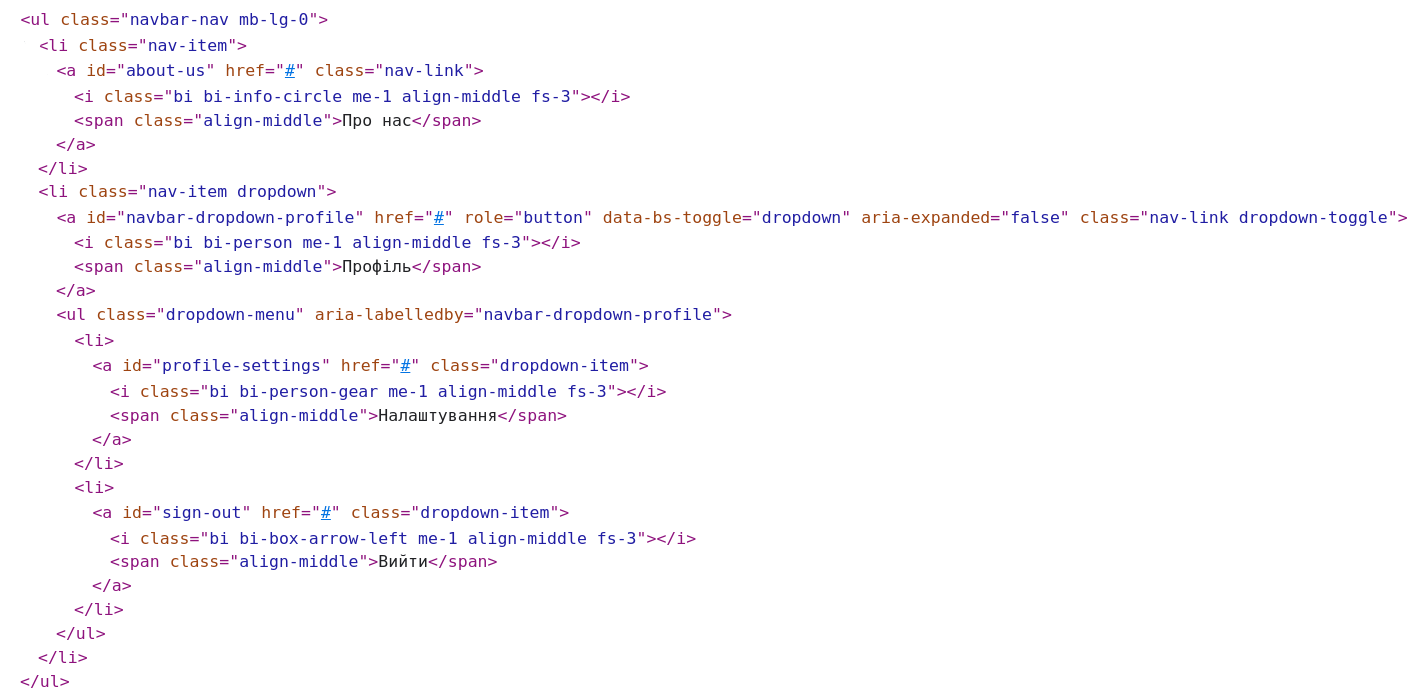 <ul class="navbar-nav mb-lg-0">
<li class="nav-item">
<a id="about-us" href="#" class="nav-link">
<i class="bi bi-info-circle me-1 align-middle fs-3"></i>
<span class="align-middle">Про нас</span>
</a>
</li>
<li class="nav-item dropdown">
<a id="navbar-dropdown-profile" href="#" role="button" data-bs-toggle="dropdown" aria-expanded="false" class="nav-link dropdown-toggle">
<i class="bi bi-person me-1 align-middle fs-3"></i>
<span class="align-middle">Профіль</span>
</a>
<ul class="dropdown-menu" aria-labelledby="navbar-dropdown-profile">
<li>
<a id="profile-settings" href="#" class="dropdown-item">
<i class="bi bi-person-gear me-1 align-middle fs-3"></i>
<span class="align-middle">Налаштування</span>
</a>
</li>
<li>
<a id="sign-out" href="#" class="dropdown-item">
<i class="bi bi-box-arrow-left me-1 align-middle fs-3"></i>
<span class="align-middle">Вийти</span>
</a>
</li>
</ul>
</li>
</ul>